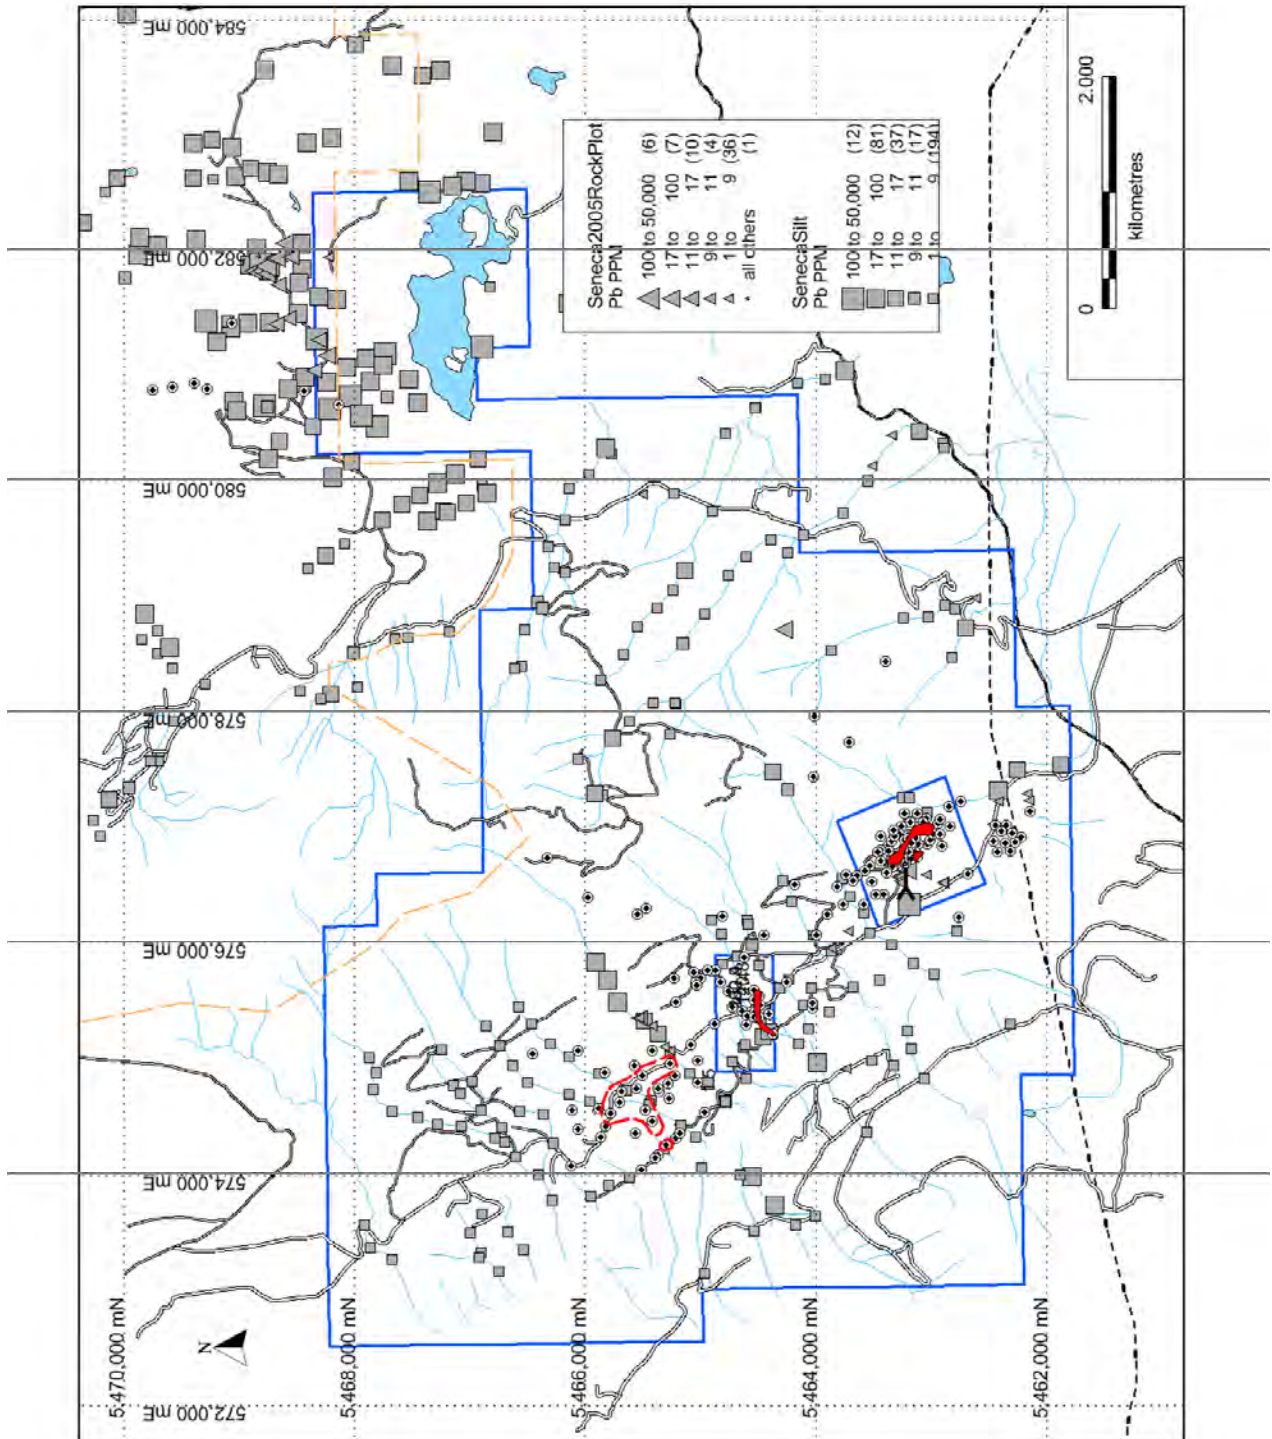 584,000 mE
582,000 mE
580,000 mE
578,000 mE
576,000 mE
574,000 mE
572,000 mE
5,470,000 mN
5,468,000 mN
5,466,000 mN
5,464,000 mN
5,462,000 mN
N
Seneca2005RockPlot
Pb PPM
100 to 50,000 (6)
17 to 100 (7)
11 to 17 (10)
9 to 11 (4)
1 to 9 (36)
all others (1)
SenecaSilt
Pb PPM
100 to 50,000 (12)
17 to 100 (81)
11 to 17 (37)
9 to 11 (17)
1 to 9 (194)
0 2.000
kilometres